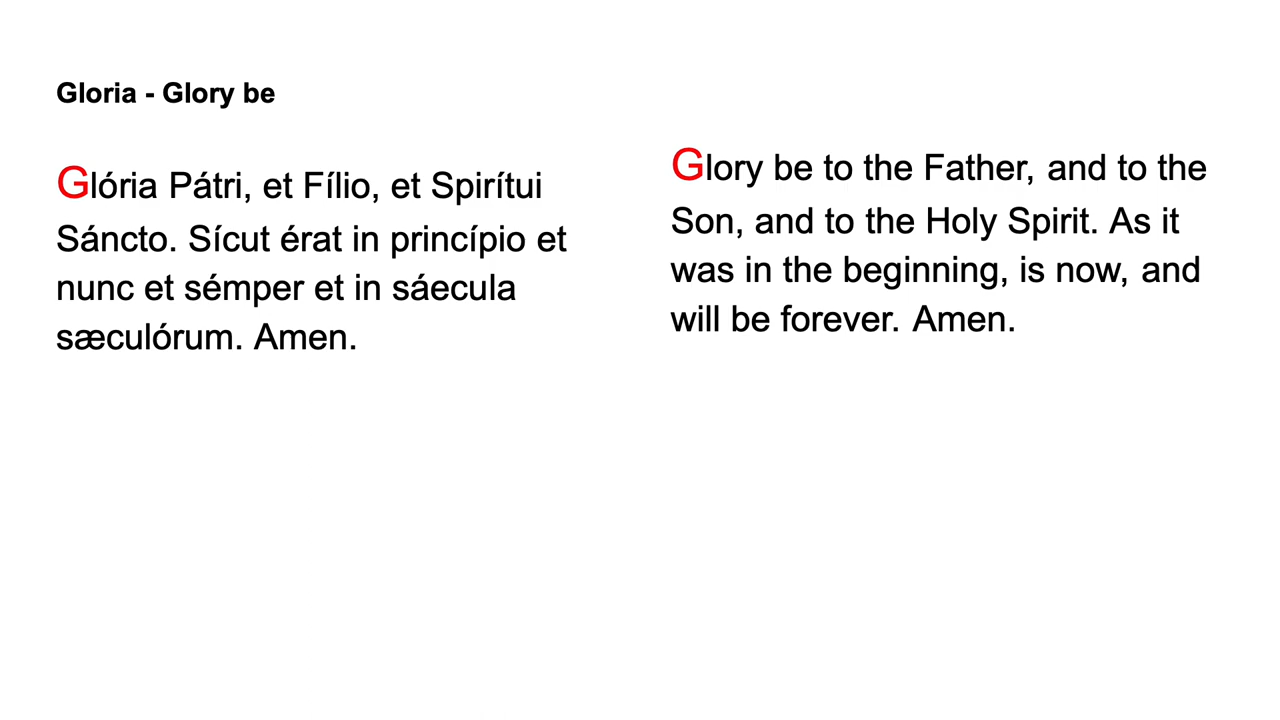 Gloria - Glory be
Glória Pátri, et Fílio, et Spirítui
Sáncto. Sícut érat in princípio et
nunc et sémper et in sáecula
sæculórum. Amen.
Glory be to the Father, and to the
Son, and to the Holy Spirit. As it
was in the beginning, is now, and
will be forever. Amen.